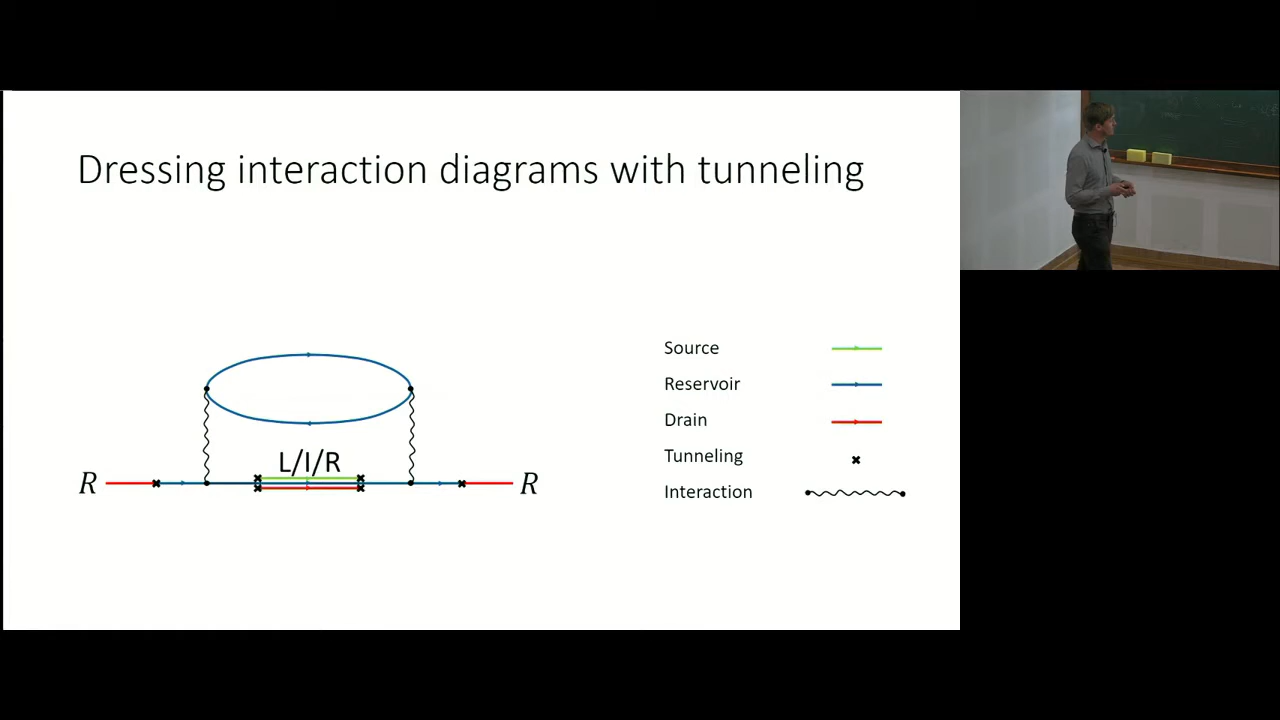 Dressing interaction diagrams with tunneling
Source
Reservoir
Drain
Tunneling
Interaction
L/I/R
R
R